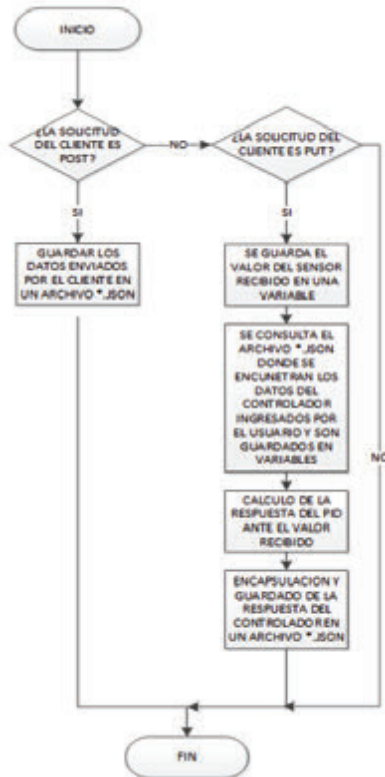 INICIO
¿LA SOLICITUD
DEL CLIENTE ES
POST?
NO
¿LA SOLICITUD DEL
CLIENTE ES PUT?
SI
SI
GUARDAR LOS
DATOS ENVIADOS
POR EL CLIENTE EN
UN ARCHIVO *.JSON
SE GUARDA EL
VALOR DEL SENSOR
RECIBIDO EN UNA
VARIABLE
SE CONSULTA EL
ARCHIVO *.JSON
DONDE SE
ENCUNETRAN LOS
DATOS DEL
CONTROLADOR
INGRESADOS POR
EL USUARIO Y SON
GUARDADOS EN
VARIABLES
NO
CALCULO DE LA
RESPUESTA DEL PID
ANTE EL VALOR
RECIBIDO
ENCAPSULACION Y
GUARDADO DE LA
RESPUESTA DEL
CONTROLADOR EN
UN ARCHIVO *.JSON
FIN